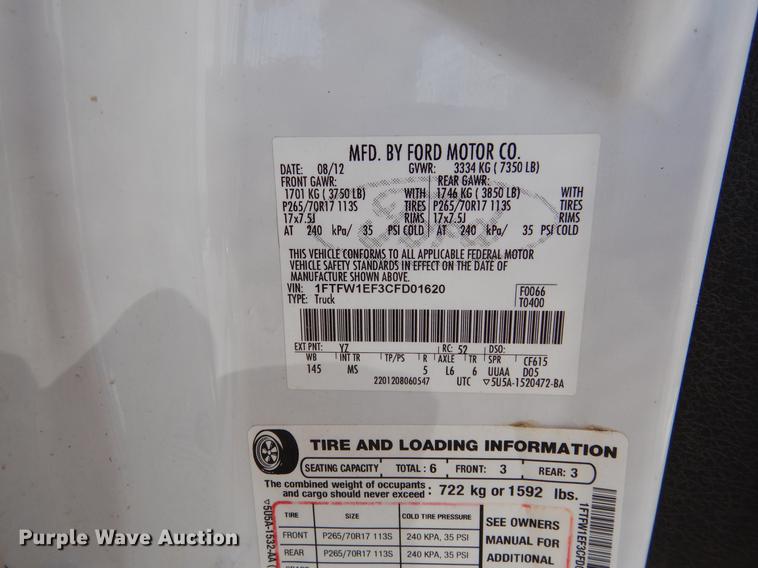 MFD. BY FORD MOTOR CO.
DATE: 08/12 GVWR: 3334 KG ( 7350 LB)
FRONT GAWR: REAR GAWR:
1701 KG ( 3750 LB) WITH 1746 KG ( 3850 LB) WITH
P265/70R17 113S TIRES P265/70R17 113S TIRES
17x7.5J RIMS 17x7.5J RIMS
AT 240 kPa/ 35 PSI COLD AT 240 kPa/ 35 PSI COLD
THIS VEHICLE CONFORMS TO ALL APPLICABLE FEDERAL MOTOR
VEHICLE SAFETY STANDARDS IN EFFECT ON THE DATE OF
MANUFACTURE SHOWN ABOVE.
VIN: 1FTFW1EF3CFD01620 F0066
TYPE: Truck T0400
EXT PNT: YZ RC: 52 DSO:
WB INT TR TP/PS R AXLE TR SPR CF615
145 MS 5 L6 6 UUAA D05
2201208060547 UTC ▽5U5A-1520472-BA
TIRE AND LOADING INFORMATION
SEATING CAPACITY TOTAL : 6 FRONT: 3 REAR: 3
The combined weight of occupants
and cargo should never exceed : 722 kg or 1592 lbs.
TIRE SIZE COLD TIRE PRESSURE SEE OWNERS
FRONT P265/70R17 113S 240 KPA, 35 PSI MANUAL FOR
REAR P265/70R17 113S 240 KPA, 35 PSI ADDITIONAL
▽5U5A-1532-AA
1FTFW1EF3CFD
Purple Wave Auction